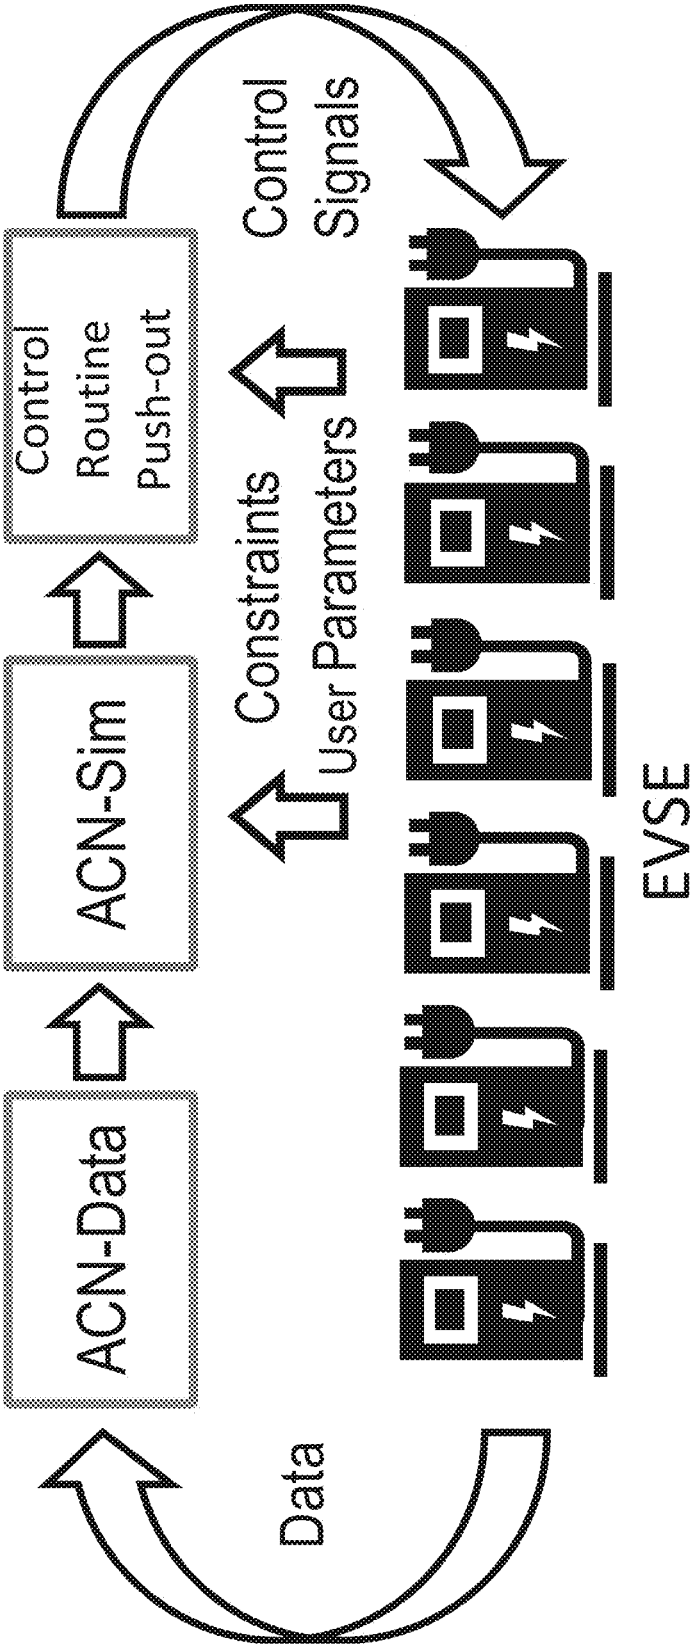 ACN-Data
ACN-Sim
Control
Routine
Push-out
Data
Constraints
User Parameters
Control
Signals
EVSE